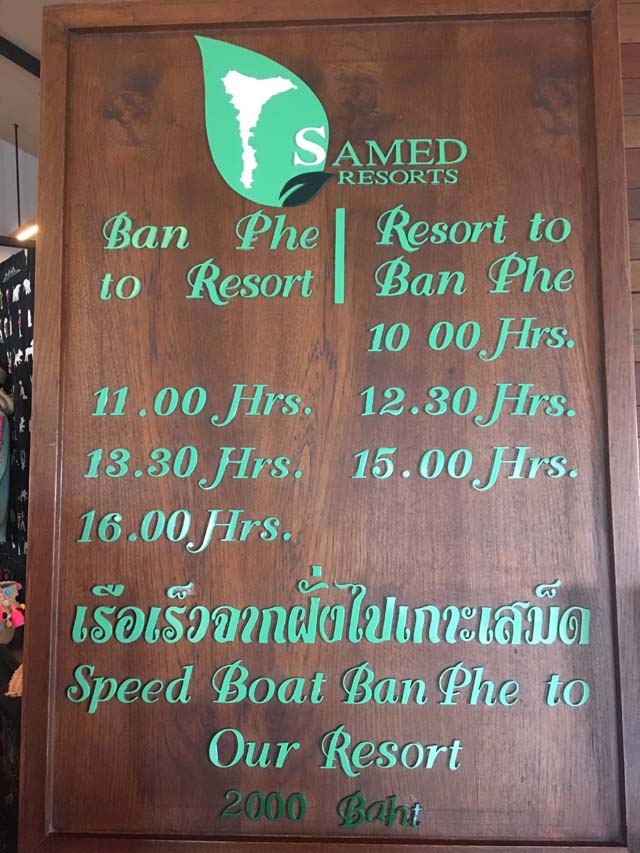 SAMED
RESORTS
Ban Phe
to Resort
Resort to
Ban Phe
10 00 Hrs.
11.00 Hrs. 12.30 Hrs.
13.30 Hrs. 15.00 Hrs.
16.00 Hrs.
เรือเร็วจากฝั่งไปเกาะเสม็ด
Speed Boat Ban Phe to
Our Resort
2000 Baht